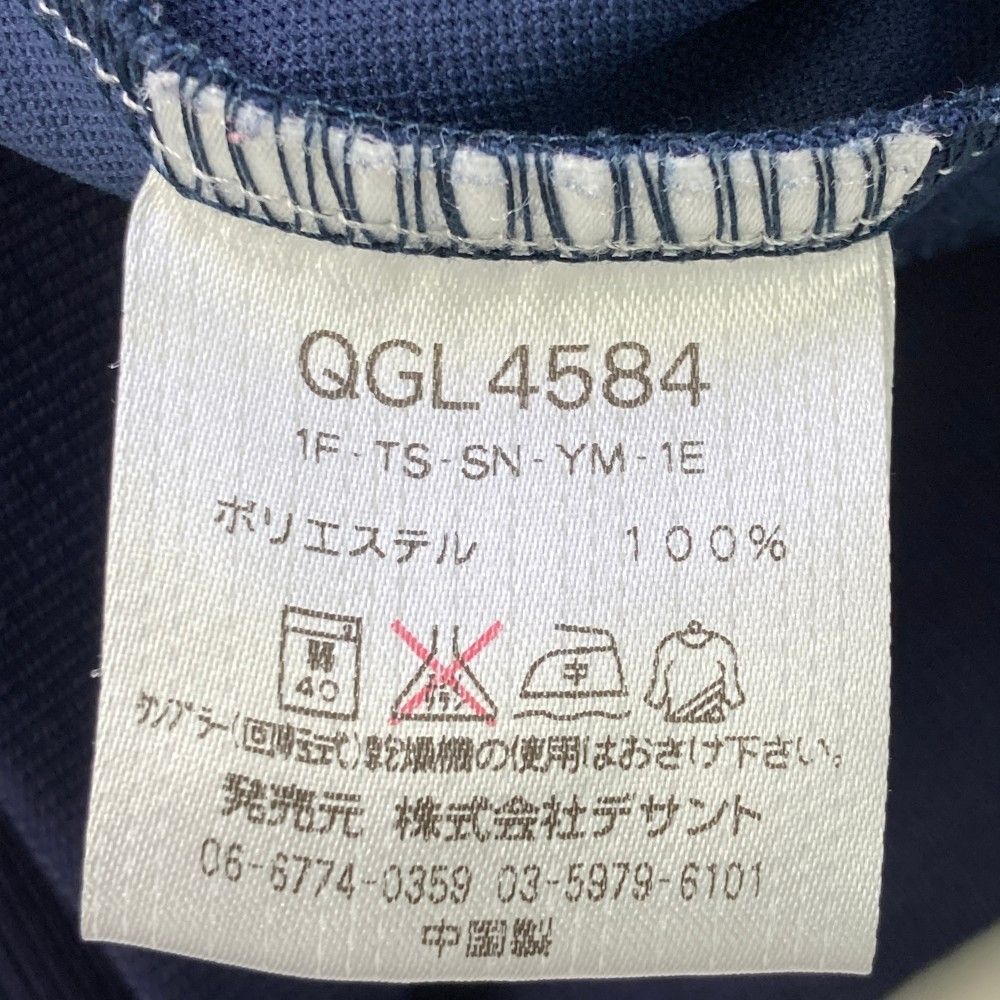 QGL4584
1F-TS-SN-YM-1E
ポリエステル 100%
弱 40 エンソ 中
タンブラー(回転式)乾燥機の使用はおさけ下さい。
発売元 株式会社デサント
06-6774-0359 03-5979-6101
中国製